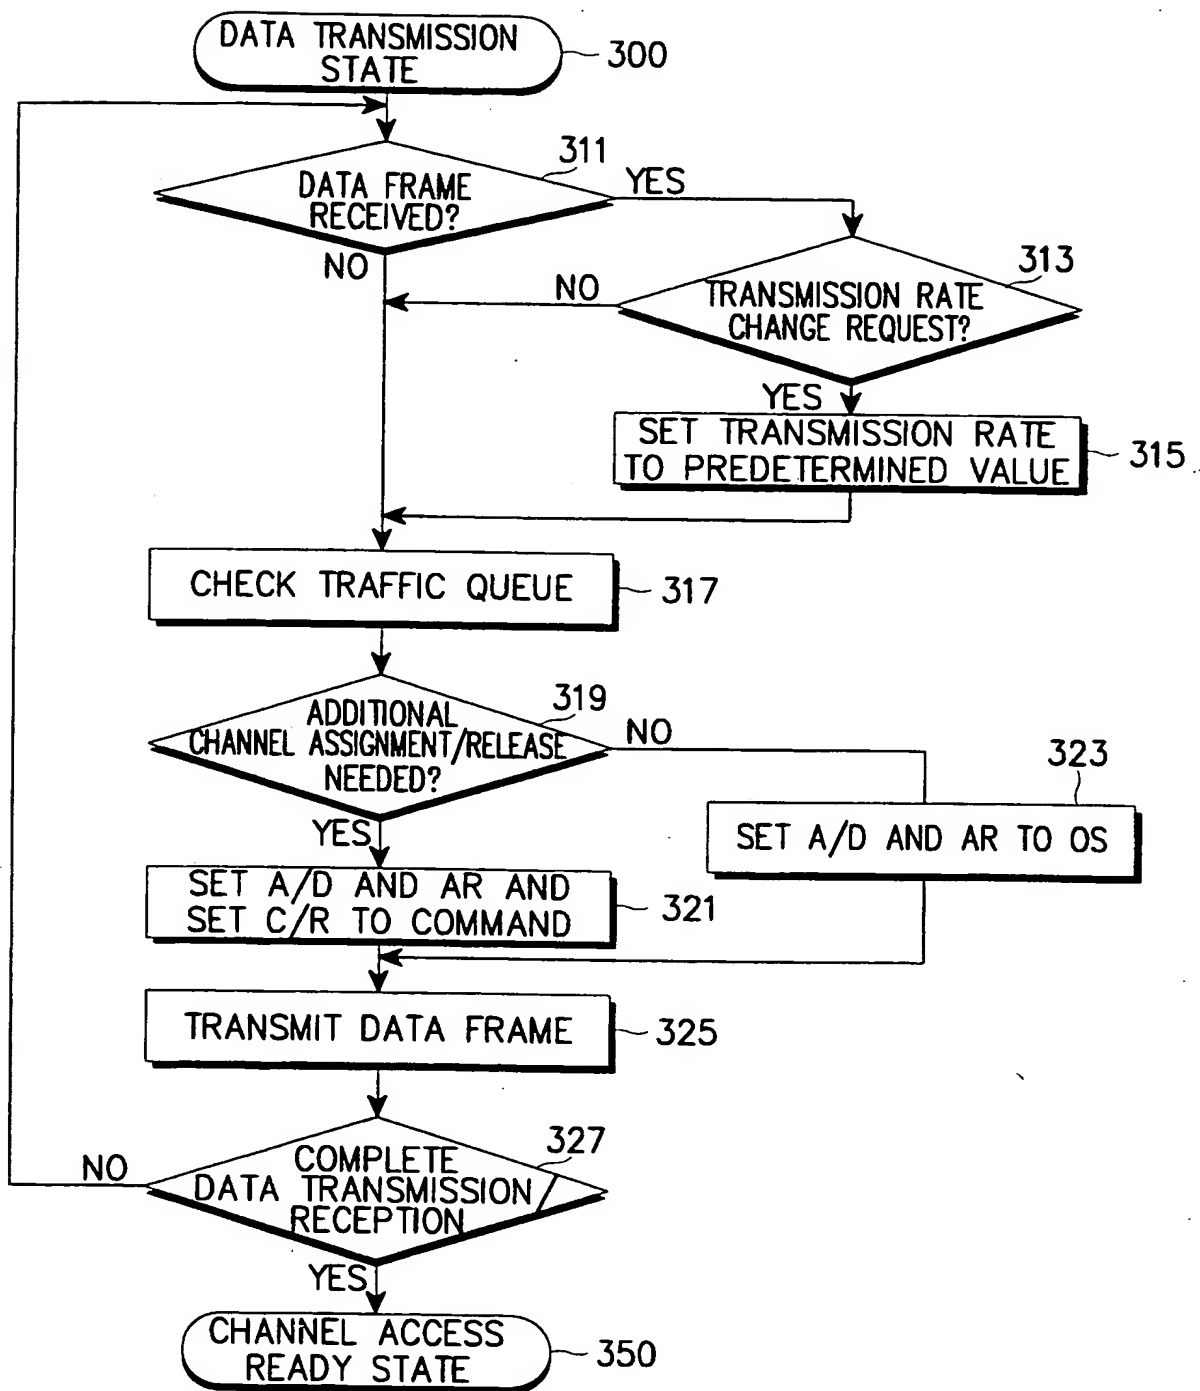 DATA TRANSMISSION
STATE
300
311
DATA FRAME
RECEIVED?
YES
NO
313
TRANSMISSION RATE
CHANGE REQUEST?
NO
YES
SET TRANSMISSION RATE
TO PREDETERMINED VALUE
315
CHECK TRAFFIC QUEUE
317
319
ADDITIONAL
CHANNEL ASSIGNMENT/RELEASE
NEEDED?
NO
YES
323
SET A/D AND AR TO OS
SET A/D AND AR AND
SET C/R TO COMMAND
321
TRANSMIT DATA FRAME
325
327
COMPLETE
DATA TRANSMISSION/
RECEPTION
NO
YES
CHANNEL ACCESS
READY STATE
350